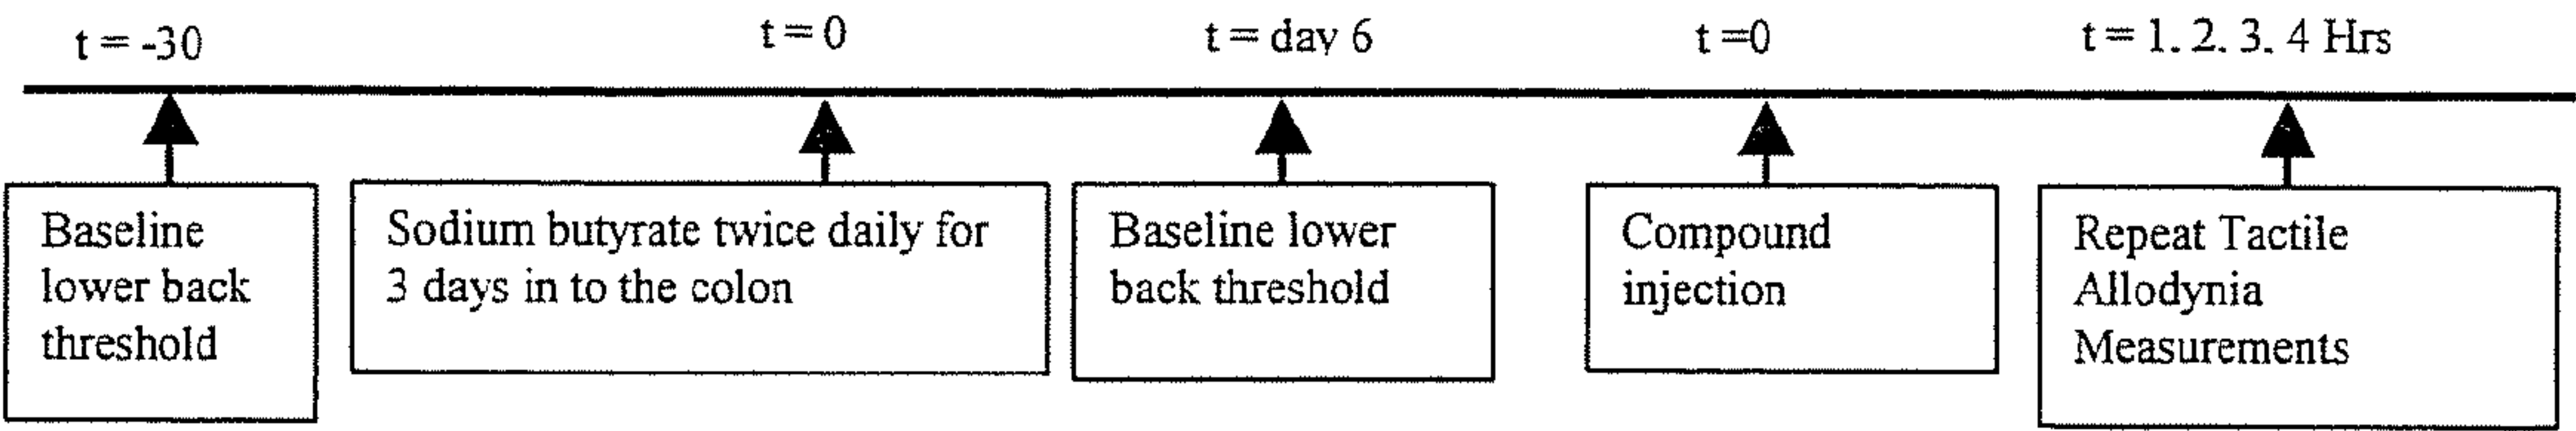 t = -30
t = 0
t = day 6
t =0
t = 1. 2. 3. 4 Hrs
Baseline
lower back
threshold
Sodium butyrate twice daily for
3 days in to the colon
Baseline lower
back threshold
Compound
injection
Repeat Tactile
Allodynia
Measurements